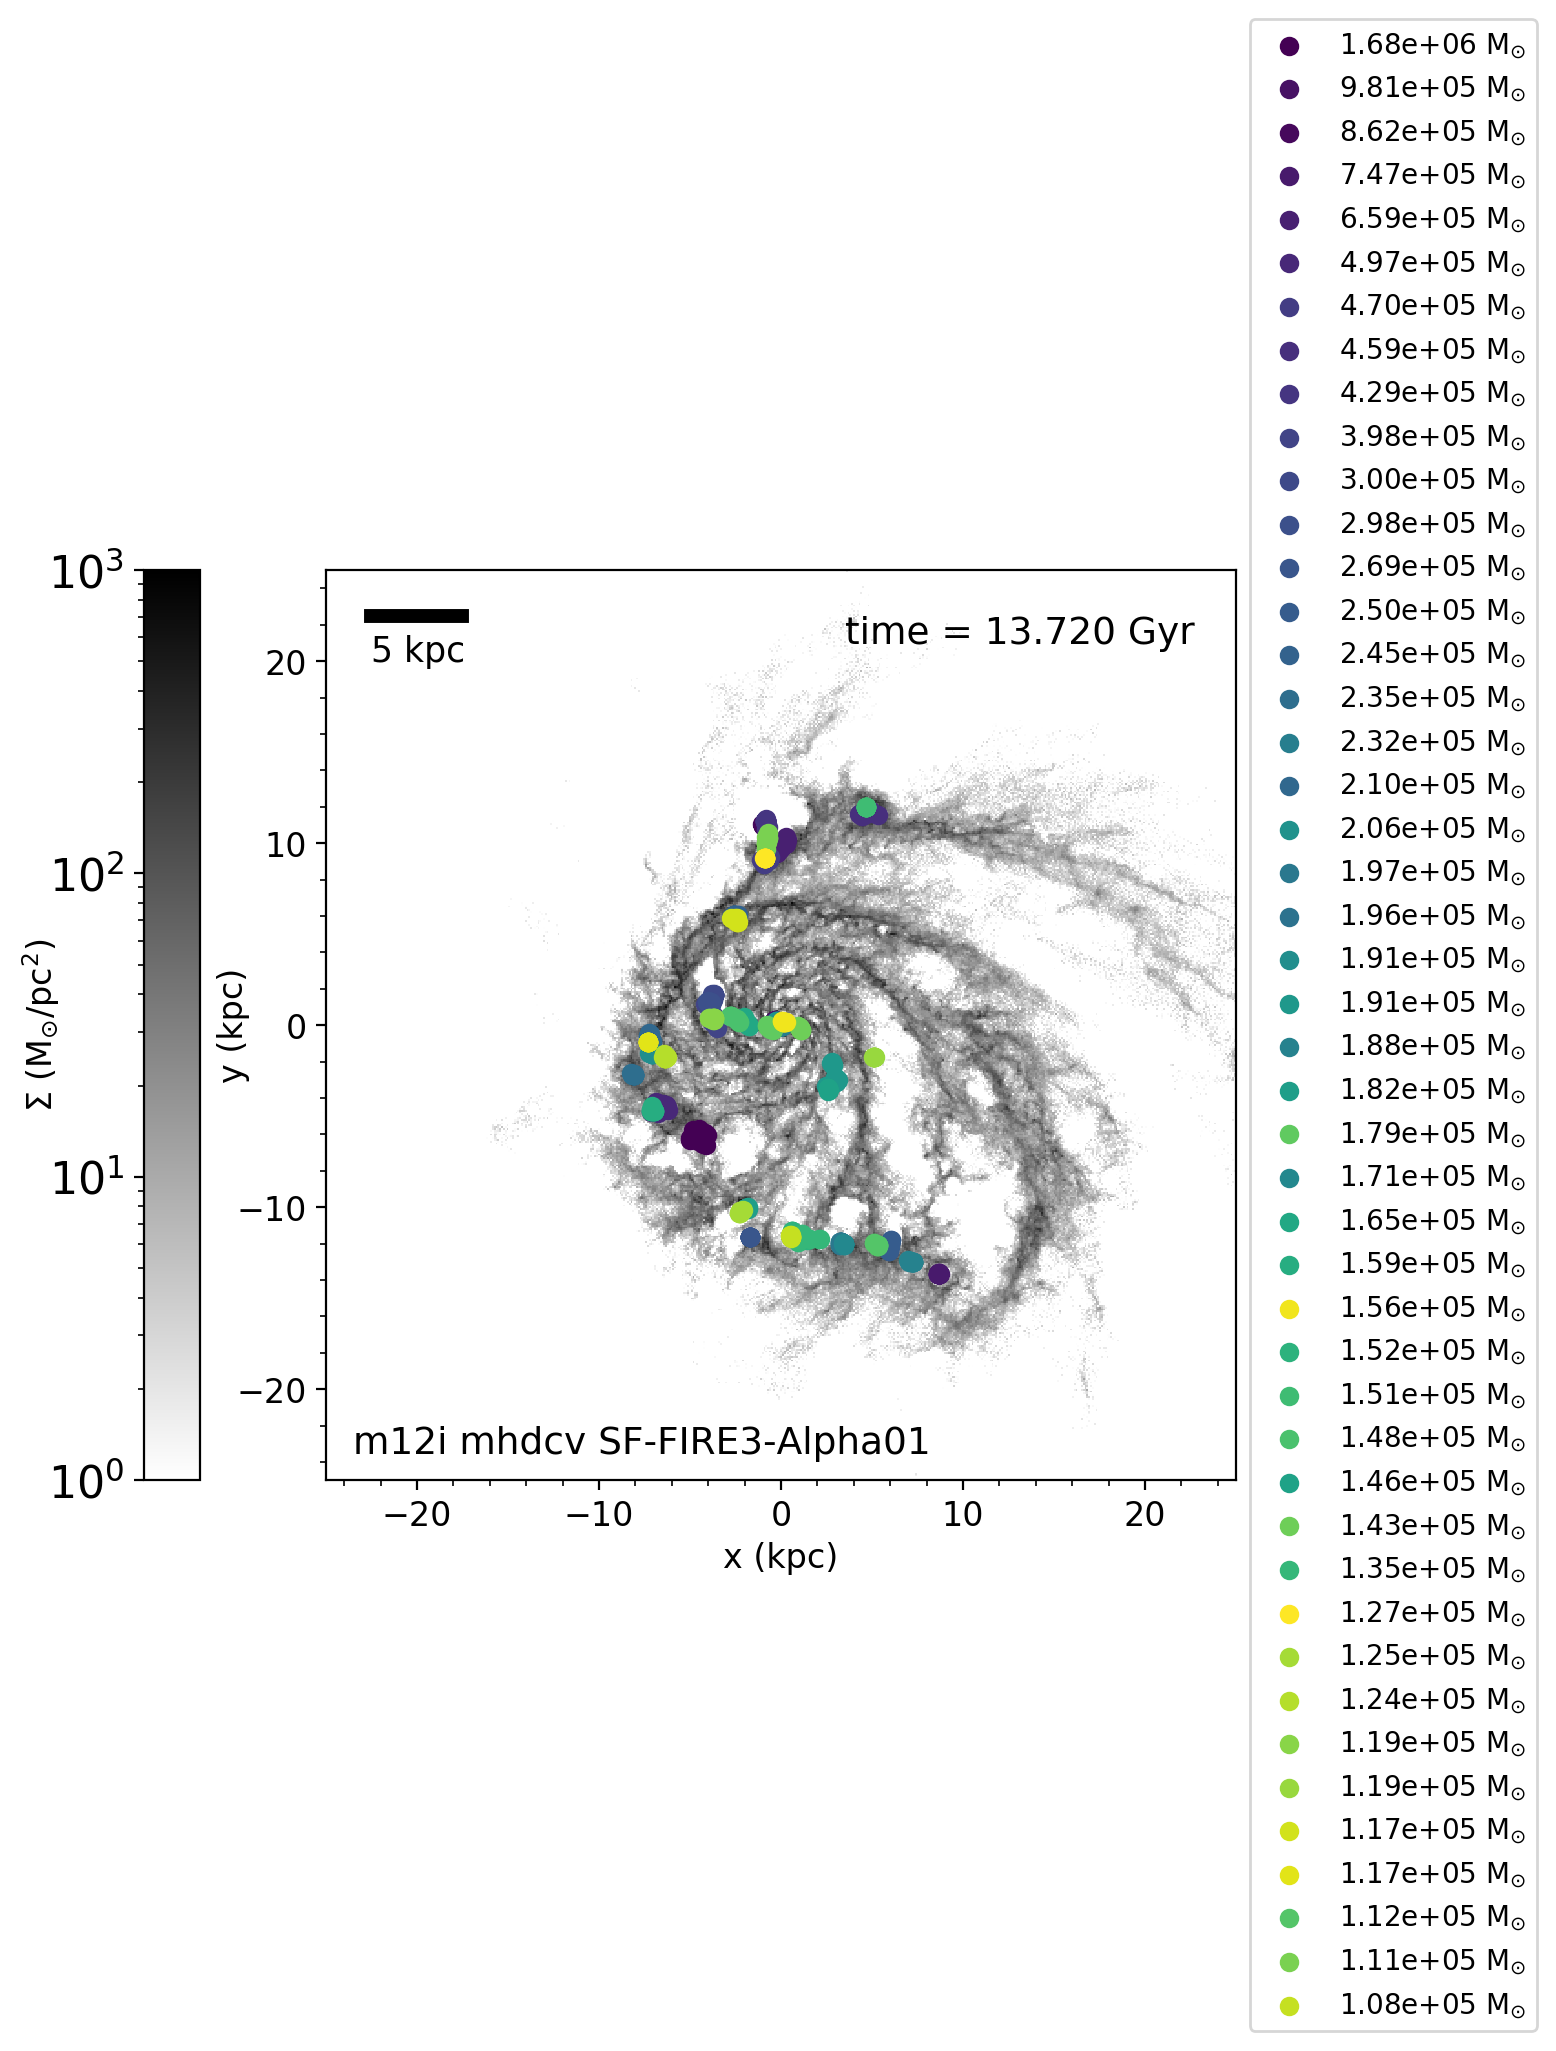 10³
10²
10¹
10⁰
Σ (M⊙/pc²)
20
10
0
−10
−20
y (kpc)
5 kpc
time = 13.720 Gyr
m12i mhdcv SF-FIRE3-Alpha01
−20 −10 0 10 20
x (kpc)
1.68e+06 M⊙
9.81e+05 M⊙
8.62e+05 M⊙
7.47e+05 M⊙
6.59e+05 M⊙
4.97e+05 M⊙
4.70e+05 M⊙
4.59e+05 M⊙
4.29e+05 M⊙
3.98e+05 M⊙
3.00e+05 M⊙
2.98e+05 M⊙
2.69e+05 M⊙
2.50e+05 M⊙
2.45e+05 M⊙
2.35e+05 M⊙
2.32e+05 M⊙
2.10e+05 M⊙
2.06e+05 M⊙
1.97e+05 M⊙
1.96e+05 M⊙
1.91e+05 M⊙
1.91e+05 M⊙
1.88e+05 M⊙
1.82e+05 M⊙
1.79e+05 M⊙
1.71e+05 M⊙
1.65e+05 M⊙
1.59e+05 M⊙
1.56e+05 M⊙
1.52e+05 M⊙
1.51e+05 M⊙
1.48e+05 M⊙
1.46e+05 M⊙
1.43e+05 M⊙
1.35e+05 M⊙
1.27e+05 M⊙
1.25e+05 M⊙
1.24e+05 M⊙
1.19e+05 M⊙
1.19e+05 M⊙
1.17e+05 M⊙
1.17e+05 M⊙
1.12e+05 M⊙
1.11e+05 M⊙
1.08e+05 M⊙